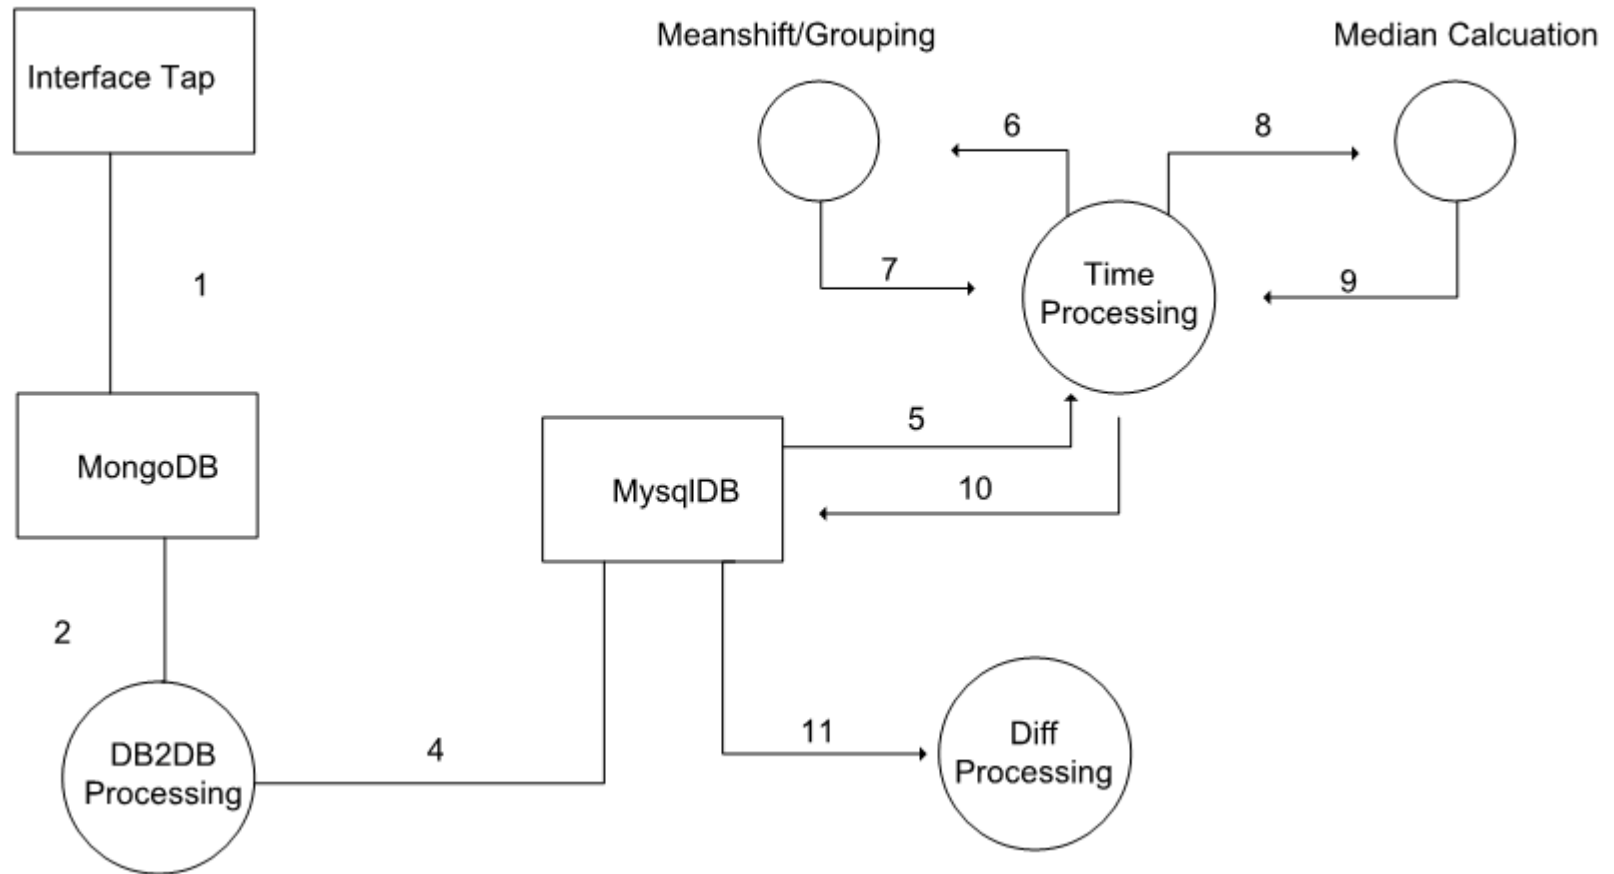 Meanshift/Grouping
Median Calcuation
Interface Tap
6
8
7
Time
Processing
9
1
5
MongoDB
MysqlDB
10
2
4
11
DB2DB
Processing
Diff
Processing